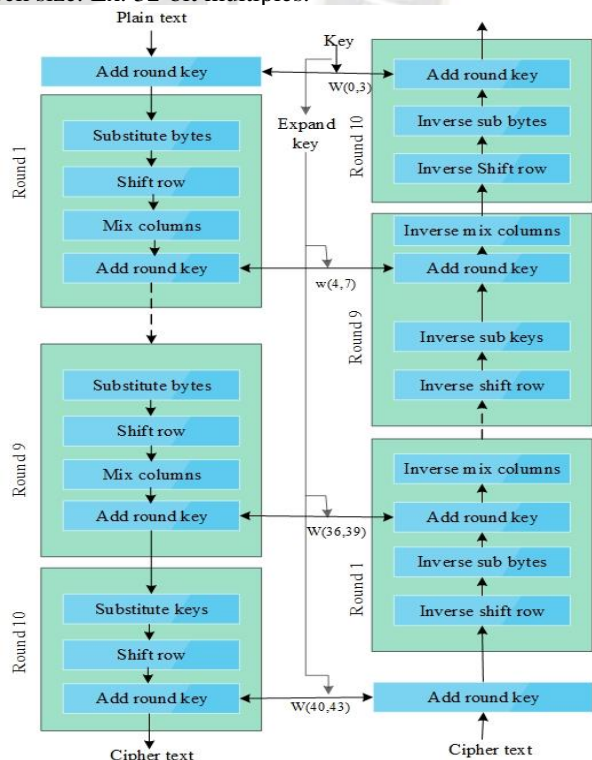 Plain text
Add round key
Round 1
Substitute bytes
Shift row
Mix columns
Add round key
Round 9
Substitute bytes
Shift row
Mix columns
Add round key
Round 10
Substitute keys
Shift row
Add round key
Cipher text
Key
W(0,3)
Expand
key
w(4,7)
W(36,39)
W(40,43)
Round 10
Add round key
Inverse sub bytes
Inverse Shift row
Round 9
Inverse mix columns
Add round key
Inverse sub keys
Inverse shift row
Round 1
Inverse mix columns
Add round key
Inverse sub bytes
Inverse shift row
Add round key
Cipher text